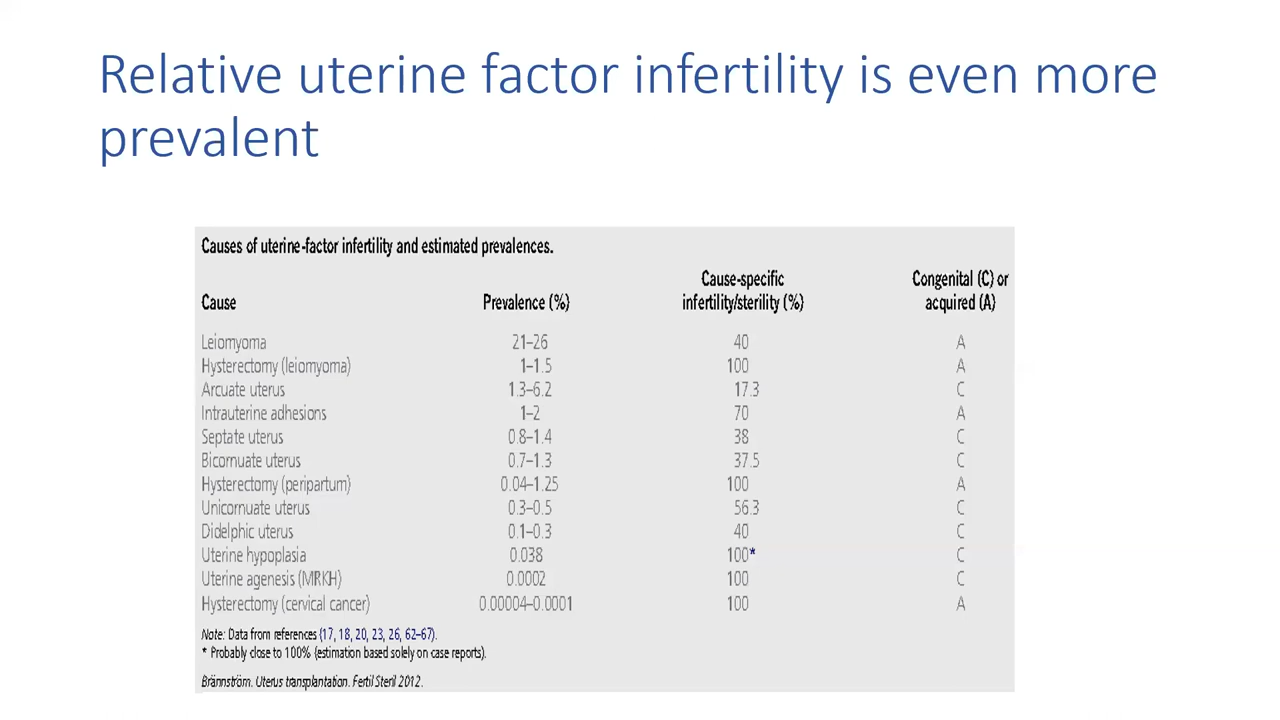 Relative uterine factor infertility is even more
prevalent
Causes of uterine-factor infertility and estimated prevalences.
Cause Prevalence (%) Cause-specific infertility/sterility (%) Congenital (C) or acquired (A)
Leiomyoma 21–26 40 A
Hysterectomy (leiomyoma) 1–1.5 100 A
Arcuate uterus 1.3–6.2 17.3 C
Intrauterine adhesions 1–2 70 A
Septate uterus 0.8–1.4 38 C
Bicornuate uterus 0.7–1.3 37.5 C
Hysterectomy (peripartum) 0.04–1.25 100 A
Unicornuate uterus 0.3–0.5 56.3 C
Didelphic uterus 0.1–0.3 40 C
Uterine hypoplasia 0.038 100* C
Uterine agenesis (MRKH) 0.0002 100 C
Hysterectomy (cervical cancer) 0.00004–0.0001 100 A
Note: Data from references (17, 18, 20, 23, 26, 62–67).
* Probably close to 100% (estimation based solely on case reports).
Brännström. Uterus transplantation. Fertil Steril 2012.